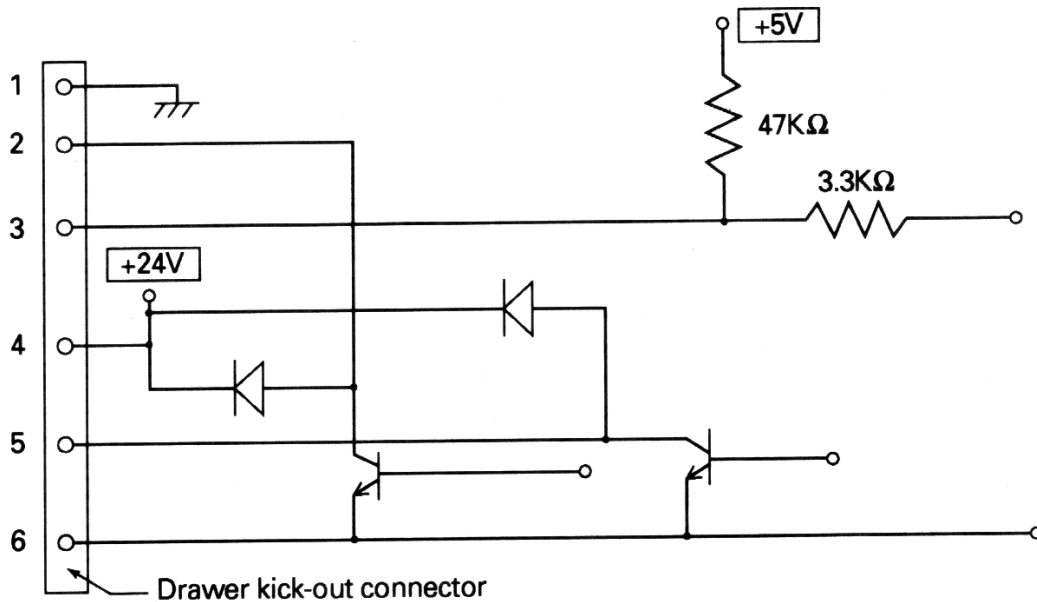 +5V
1
47KΩ
2
3.3KΩ
3
+24V
4
5
6
Drawer kick-out connector